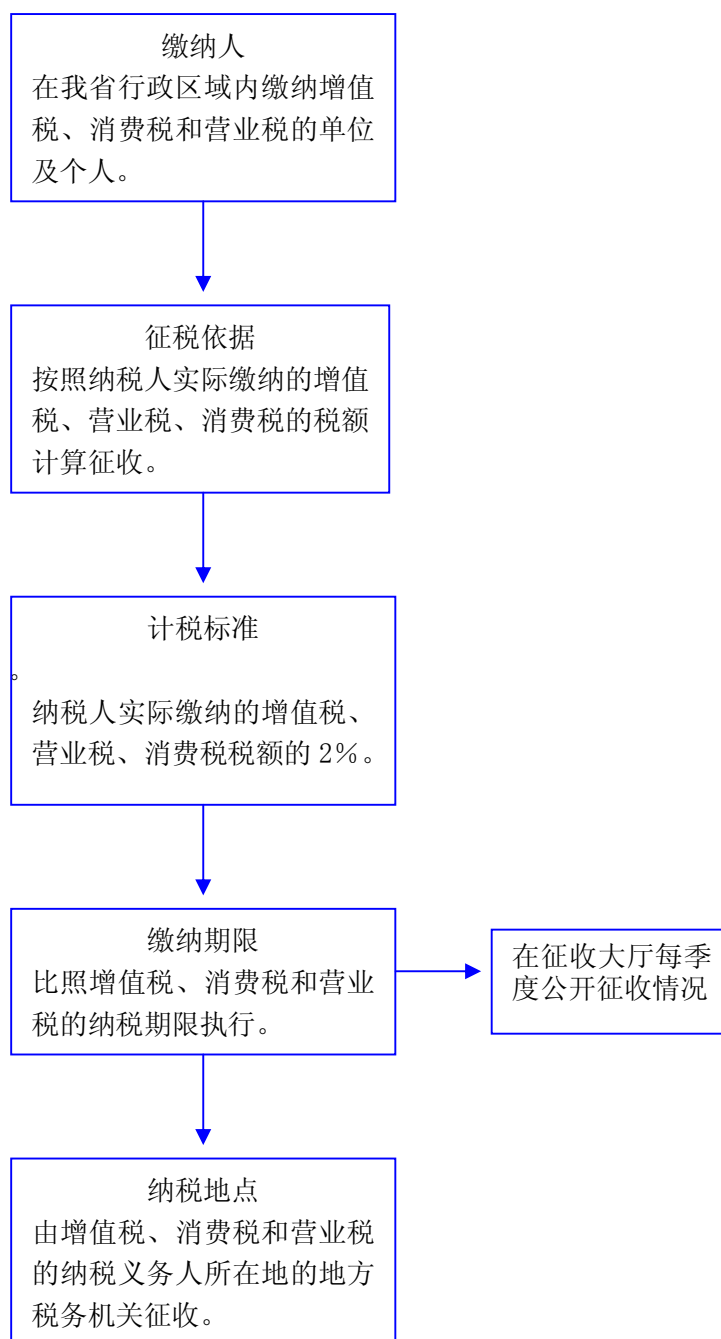 缴纳人
在我省行政区域内缴纳增值
税、消费税和营业税的单位
及个人。
征税依据
按照纳税人实际缴纳的增值
税、营业税、消费税的税额
计算征收。
计税标准
。
纳税人实际缴纳的增值税、
营业税、消费税税额的 2%。
缴纳期限
比照增值税、消费税和营业
税的纳税期限执行。
在征收大厅每季
度公开征收情况
纳税地点
由增值税、消费税和营业税
的纳税义务人所在地的地方
税务机关征收。